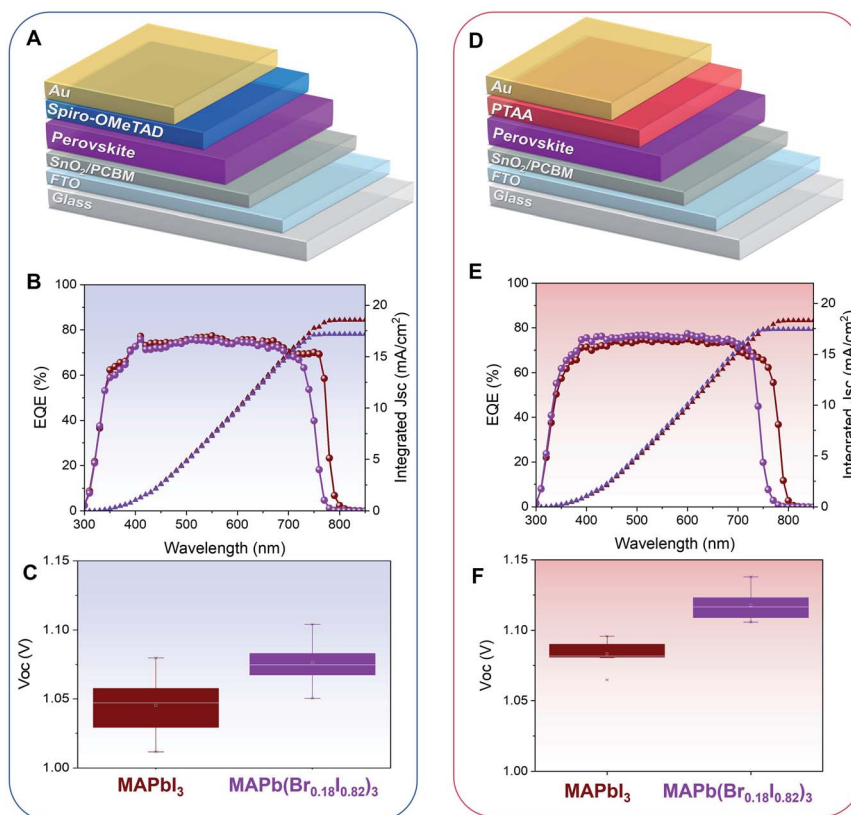 A
Au
Spiro-OMeTAD
Perovskite
SnO₂/PCBM
FTO
Glass
B
100
80
60
40
20
0
EQE (%)
20
15
10
5
0
Integrated Jsc (mA/cm²)
300 400 500 600 700 800
Wavelength (nm)
C
1.15
1.10
1.05
1.00
Voc (V)
MAPbI₃ MAPb(Br₀.₁₈I₀.₈₂)₃
D
Au
PTAA
Perovskite
SnO₂/PCBM
FTO
Glass
E
100
80
60
40
20
0
EQE (%)
20
15
10
5
0
Integrated Jsc (mA/cm²)
300 400 500 600 700 800
Wavelength (nm)
F
1.15
1.10
1.05
1.00
Voc (V)
MAPbI₃ MAPb(Br₀.₁₈I₀.₈₂)₃